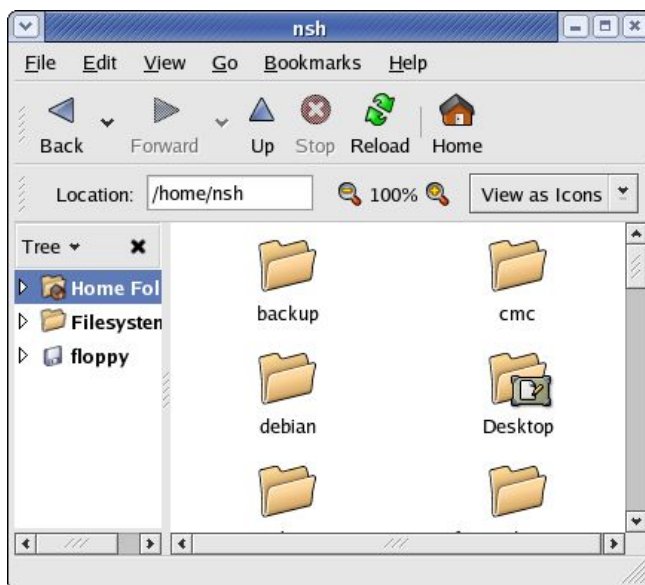 nsh
File Edit View Go Bookmarks Help
Back Forward Up Stop Reload Home
Location: /home/nsh 100% View as Icons
Tree
Home Fol
Filesysten
floppy
backup cmc
debian Desktop